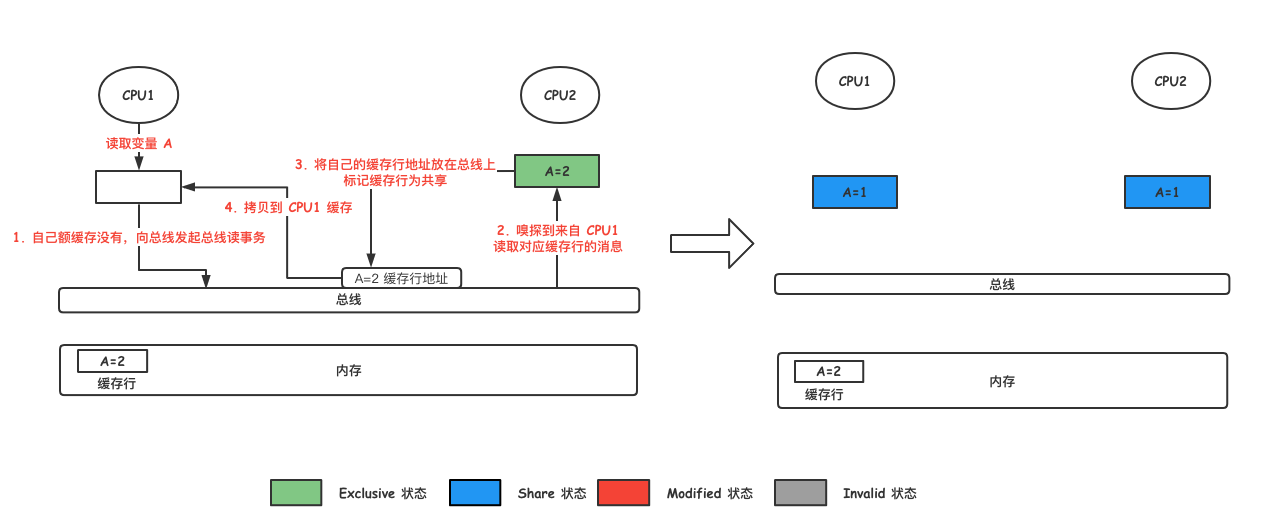 CPU1
CPU2
读取变量 A
3. 将自己的缓存行地址放在总线上
标记缓存行为共享
A=2
4. 拷贝到 CPU1 缓存
1. 自己额缓存没有，向总线发起总线读事务
2. 嗅探到来自 CPU1
读取对应缓存行的消息
A=2 缓存行地址
总线
A=2
缓存行
内存
CPU1
CPU2
A=1
A=1
总线
A=2
缓存行
内存
Exclusive 状态
Share 状态
Modified 状态
Invalid 状态